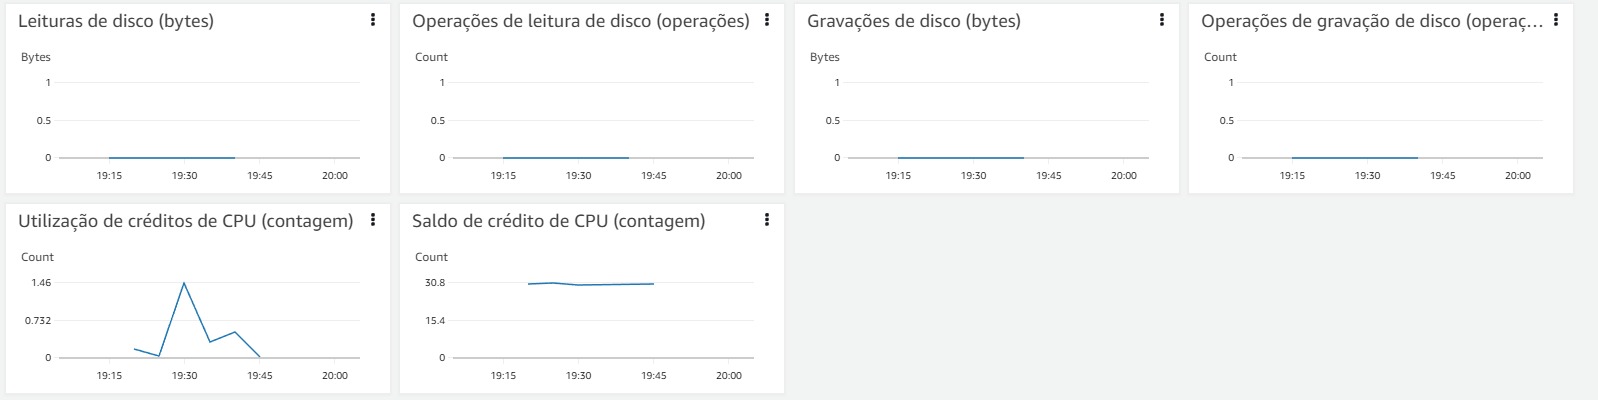 Leituras de disco (bytes)
Bytes
1
0.5
0
19:15 19:30 19:45 20:00
Operações de leitura de disco (operações)
Count
1
0.5
0
19:15 19:30 19:45 20:00
Gravações de disco (bytes)
Bytes
1
0.5
0
19:15 19:30 19:45 20:00
Operações de gravação de disco (operaç...
Count
1
0.5
0
19:15 19:30 19:45 20:00
Utilização de créditos de CPU (contagem)
Count
1.46
0.732
0
19:15 19:30 19:45 20:00
Saldo de crédito de CPU (contagem)
Count
30.8
15.4
0
19:15 19:30 19:45 20:00